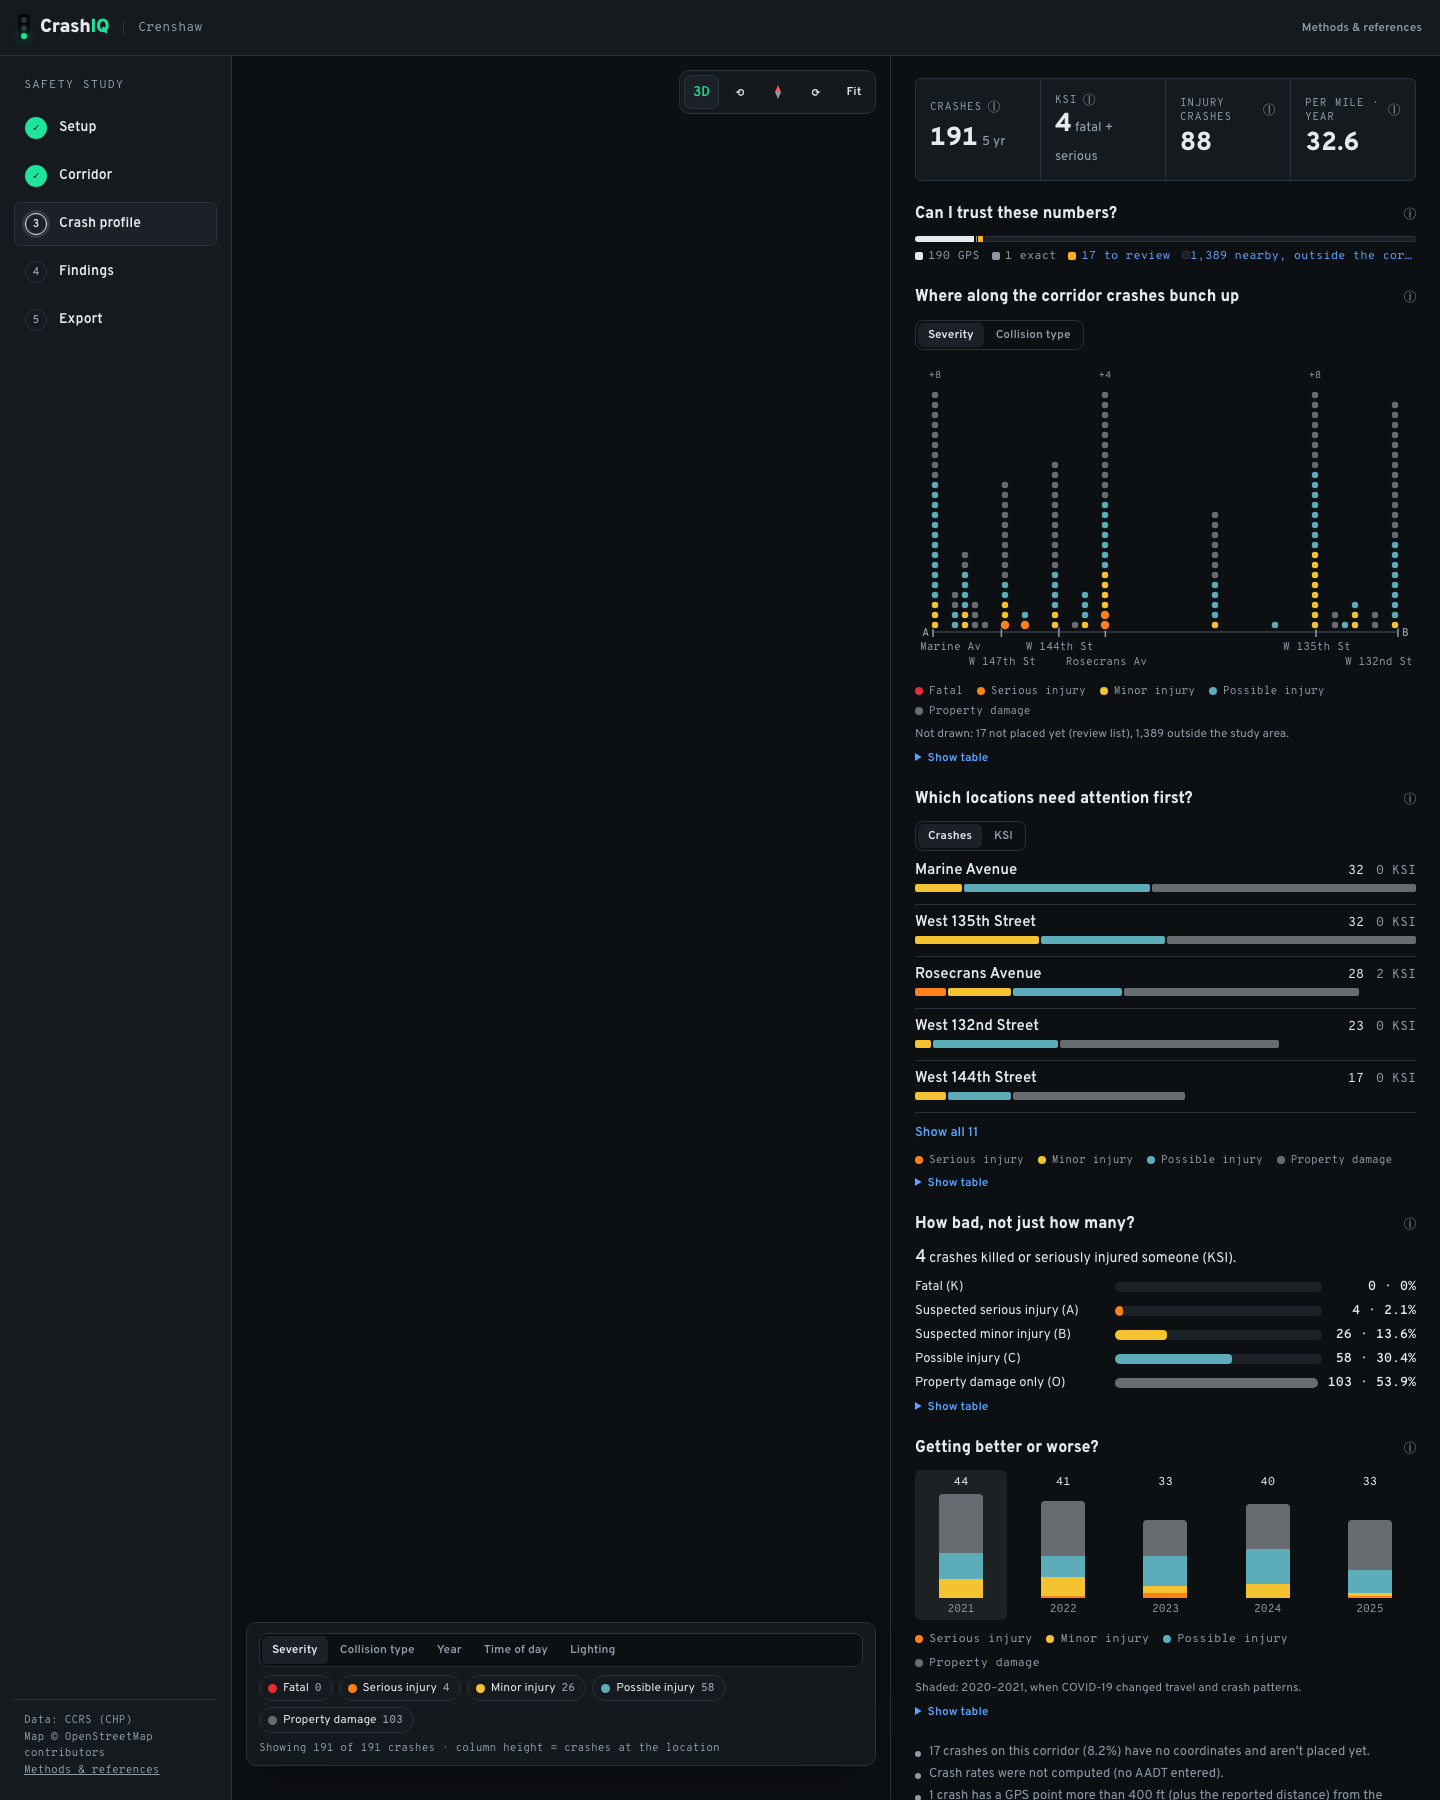 CrashIQ
Crenshaw
Methods & references
SAFETY STUDY
✓ Setup
✓ Corridor
3 Crash profile
4 Findings
5 Export
Data: CCRS (CHP)
Map © OpenStreetMap
contributors
Methods & references
3D ⟲ ⟳ Fit
Severity Collision type Year Time of day Lighting
Fatal 0 Serious injury 4 Minor injury 26 Possible injury 58
Property damage 103
Showing 191 of 191 crashes · column height = crashes at the location
CRASHES ⓘ
191 5 yr
KSI ⓘ
4 fatal +
serious
INJURY
CRASHES ⓘ
88
PER MILE ·
YEAR ⓘ
32.6
Can I trust these numbers? ⓘ
190 GPS 1 exact 17 to review 1,389 nearby, outside the cor…
Where along the corridor crashes bunch up ⓘ
Severity Collision type
+8 +4 +8
A B
Marine Av W 144th St W 135th St
W 147th St Rosecrans Av W 132nd St
Fatal Serious injury Minor injury Possible injury
Property damage
Not drawn: 17 not placed yet (review list), 1,389 outside the study area.
▶ Show table
Which locations need attention first? ⓘ
Crashes KSI
Marine Avenue 32 0 KSI
West 135th Street 32 0 KSI
Rosecrans Avenue 28 2 KSI
West 132nd Street 23 0 KSI
West 144th Street 17 0 KSI
Show all 11
Serious injury Minor injury Possible injury Property damage
▶ Show table
How bad, not just how many? ⓘ
4 crashes killed or seriously injured someone (KSI).
Fatal (K) 0 · 0%
Suspected serious injury (A) 4 · 2.1%
Suspected minor injury (B) 26 · 13.6%
Possible injury (C) 58 · 30.4%
Property damage only (O) 103 · 53.9%
▶ Show table
Getting better or worse? ⓘ
44 41 33 40 33
2021 2022 2023 2024 2025
Serious injury Minor injury Possible injury
Property damage
Shaded: 2020–2021, when COVID-19 changed travel and crash patterns.
▶ Show table
17 crashes on this corridor (8.2%) have no coordinates and aren't placed yet.
Crash rates were not computed (no AADT entered).
1 crash has a GPS point more than 400 ft (plus the reported distance) from the